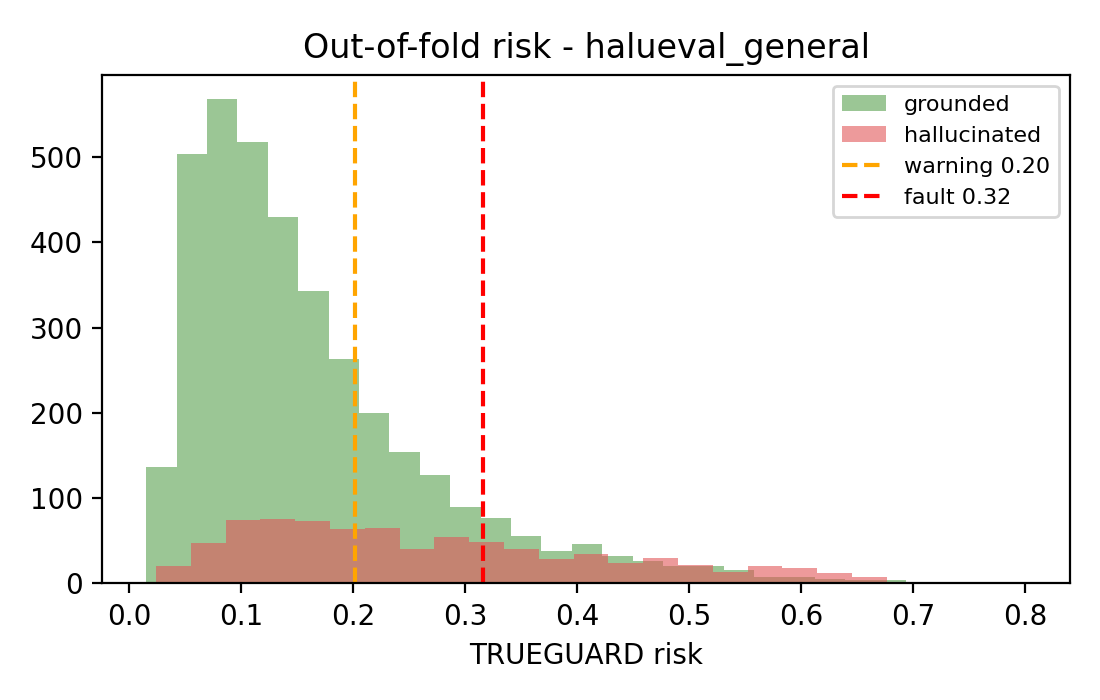 Out-of-fold risk - halueval_general
grounded
hallucinated
warning 0.20
fault 0.32
500
400
300
200
100
0
0.0 0.1 0.2 0.3 0.4 0.5 0.6 0.7 0.8
TRUEGUARD risk